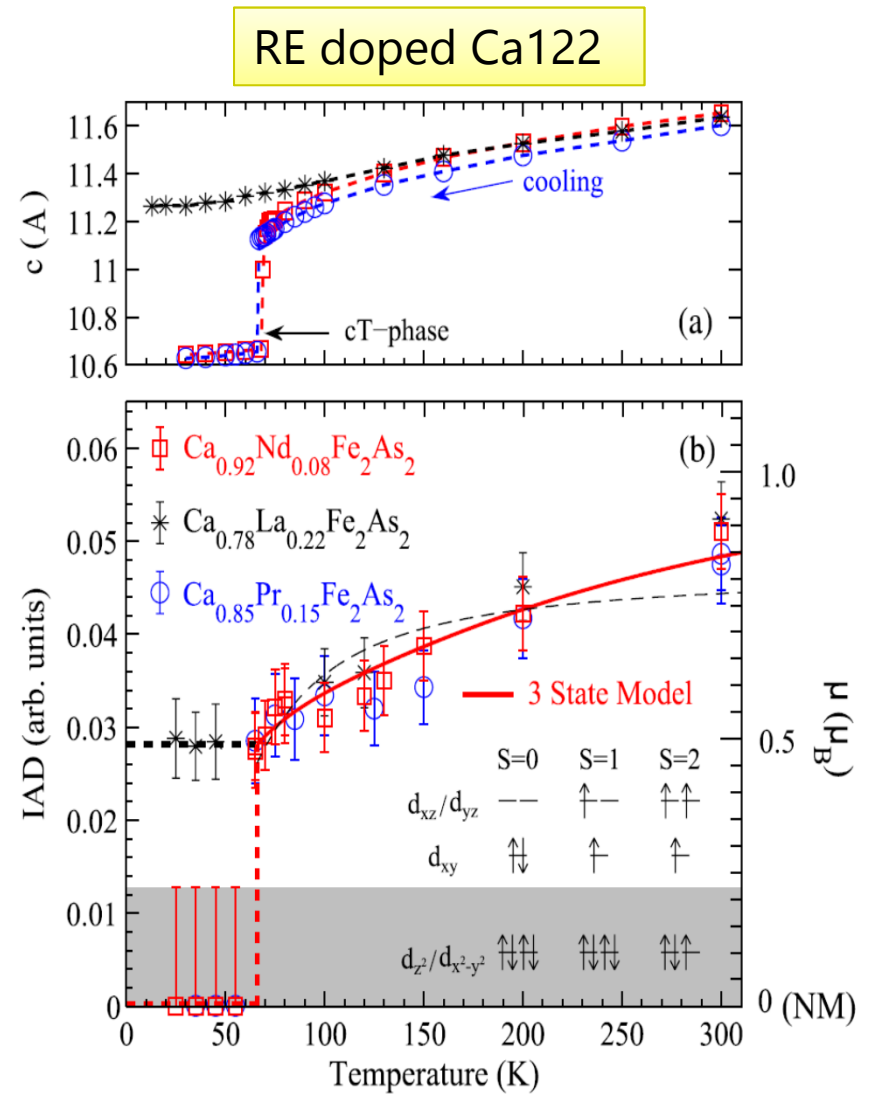 RE doped Ca122
11.6
11.4
11.2
11
10.8
10.6
c (A)
cooling
cT−phase
(a)
(b)
Ca0.92Nd0.08Fe2As2
Ca0.78La0.22Fe2As2
Ca0.85Pr0.15Fe2As2
0.06
0.05
0.04
0.03
0.02
0.01
0
IAD (arb. units)
1.0
0.5
0 (NM)
μ (μB)
3 State Model
S=0 S=1 S=2
dxz/dyz
dxy
dz²/dx²-y²
0 50 100 150 200 250 300
Temperature (K)